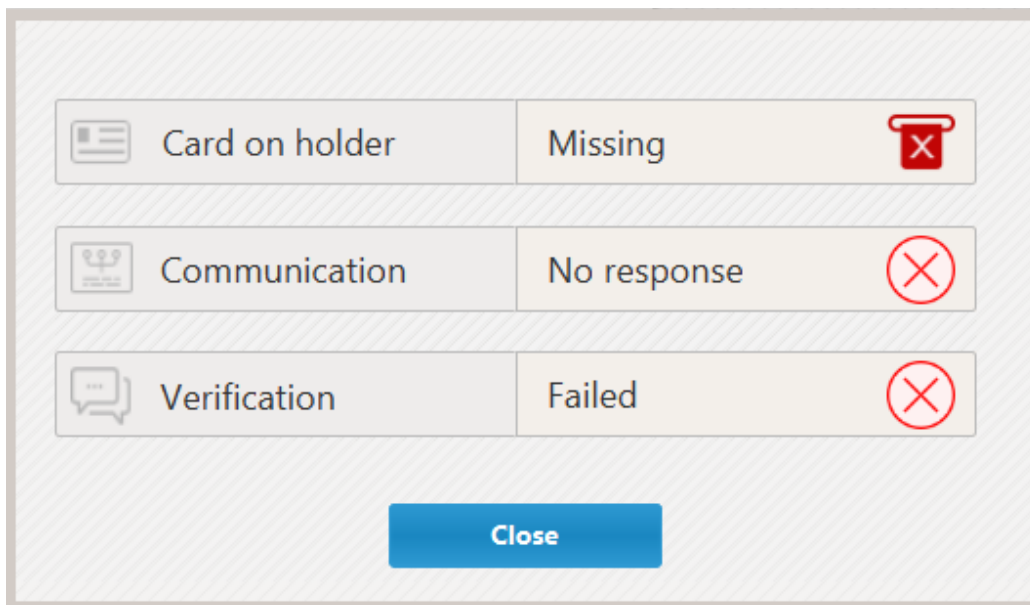 Card on holder Missing
Communication No response
Verification Failed
Close